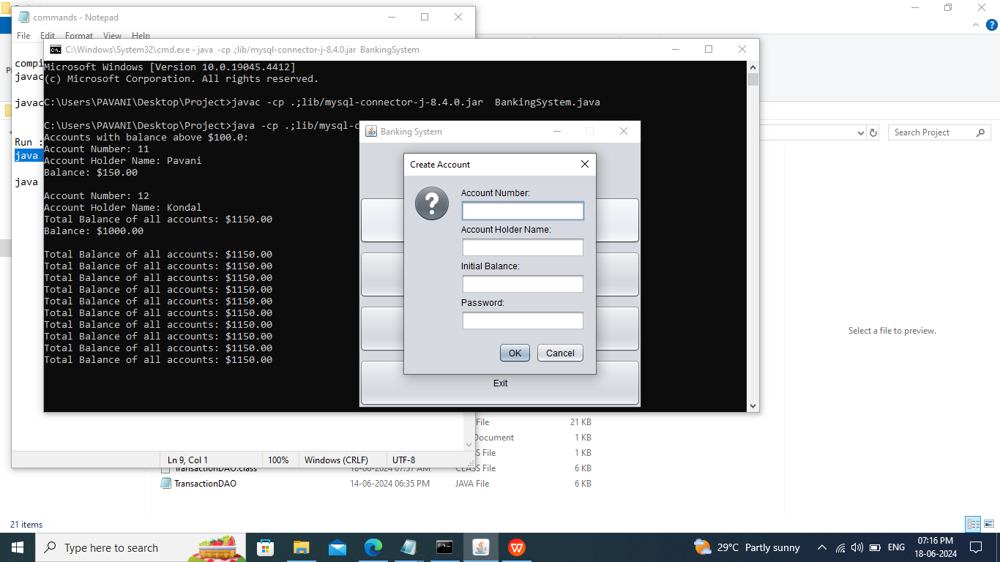 commands - Notepad
File Edit Format View Help
compi
javac
javac
Run :
java
java
Ln 9, Col 1 100% Windows (CRLF) UTF-8
C:\Windows\System32\cmd.exe - java -cp .;lib/mysql-connector-j-8.4.0.jar BankingSystem
Microsoft Windows [Version 10.0.19045.4412]
(c) Microsoft Corporation. All rights reserved.
C:\Users\PAVANI\Desktop\Project>javac -cp .;lib/mysql-connector-j-8.4.0.jar  BankingSystem.java
C:\Users\PAVANI\Desktop\Project>java -cp .;lib/mysql-c
Accounts with balance above $100.0:
Account Number: 11
Account Holder Name: Pavani
Balance: $150.00
Account Number: 12
Account Holder Name: Kondal
Total Balance of all accounts: $1150.00
Balance: $1000.00
Total Balance of all accounts: $1150.00
Total Balance of all accounts: $1150.00
Total Balance of all accounts: $1150.00
Total Balance of all accounts: $1150.00
Total Balance of all accounts: $1150.00
Total Balance of all accounts: $1150.00
Total Balance of all accounts: $1150.00
Total Balance of all accounts: $1150.00
Total Balance of all accounts: $1150.00
Total Balance of all accounts: $1150.00
Banking System
Create Account
Account Number:
Account Holder Name:
Initial Balance:
Password:
OK Cancel
Exit
Search Project
Select a file to preview.
File 21 KB
Document 1 KB
S File 1 KB
TransactionDAO.class 18-06-2024 07:57 AM CLASS File 6 KB
TransactionDAO 14-06-2024 06:35 PM JAVA File 6 KB
21 items
Type here to search
29°C Partly sunny
ENG
07:16 PM
18-06-2024